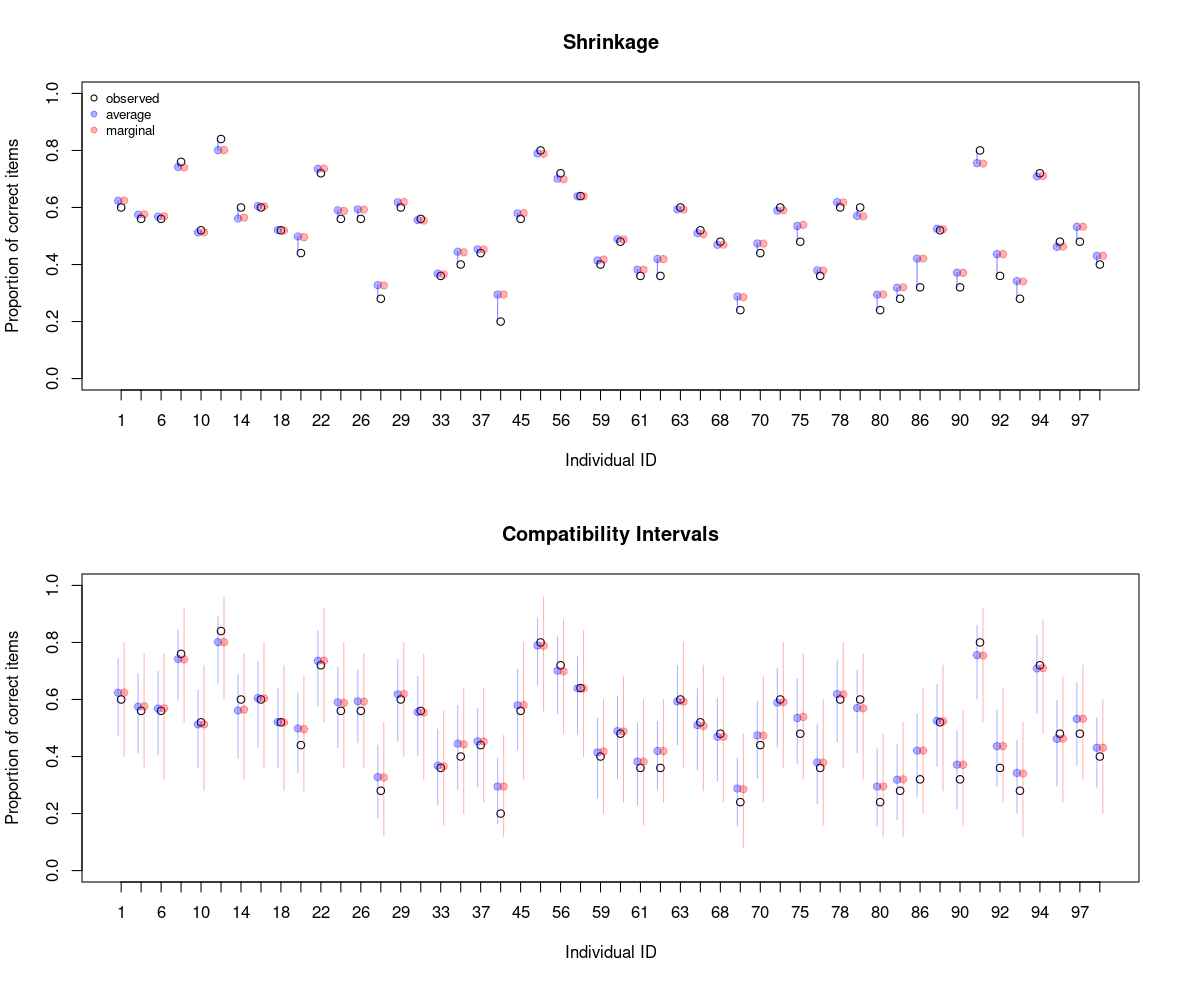 Shrinkage
Proportion of correct items
1.0
0.8
0.6
0.4
0.2
0.0
observed
average
marginal
1 6 10 14 18 22 26 29 33 37 45 56 59 61 63 68 70 75 78 80 86 90 92 94 97
Individual ID
Compatibility Intervals
Proportion of correct items
1.0
0.8
0.6
0.4
0.2
0.0
1 6 10 14 18 22 26 29 33 37 45 56 59 61 63 68 70 75 78 80 86 90 92 94 97
Individual ID